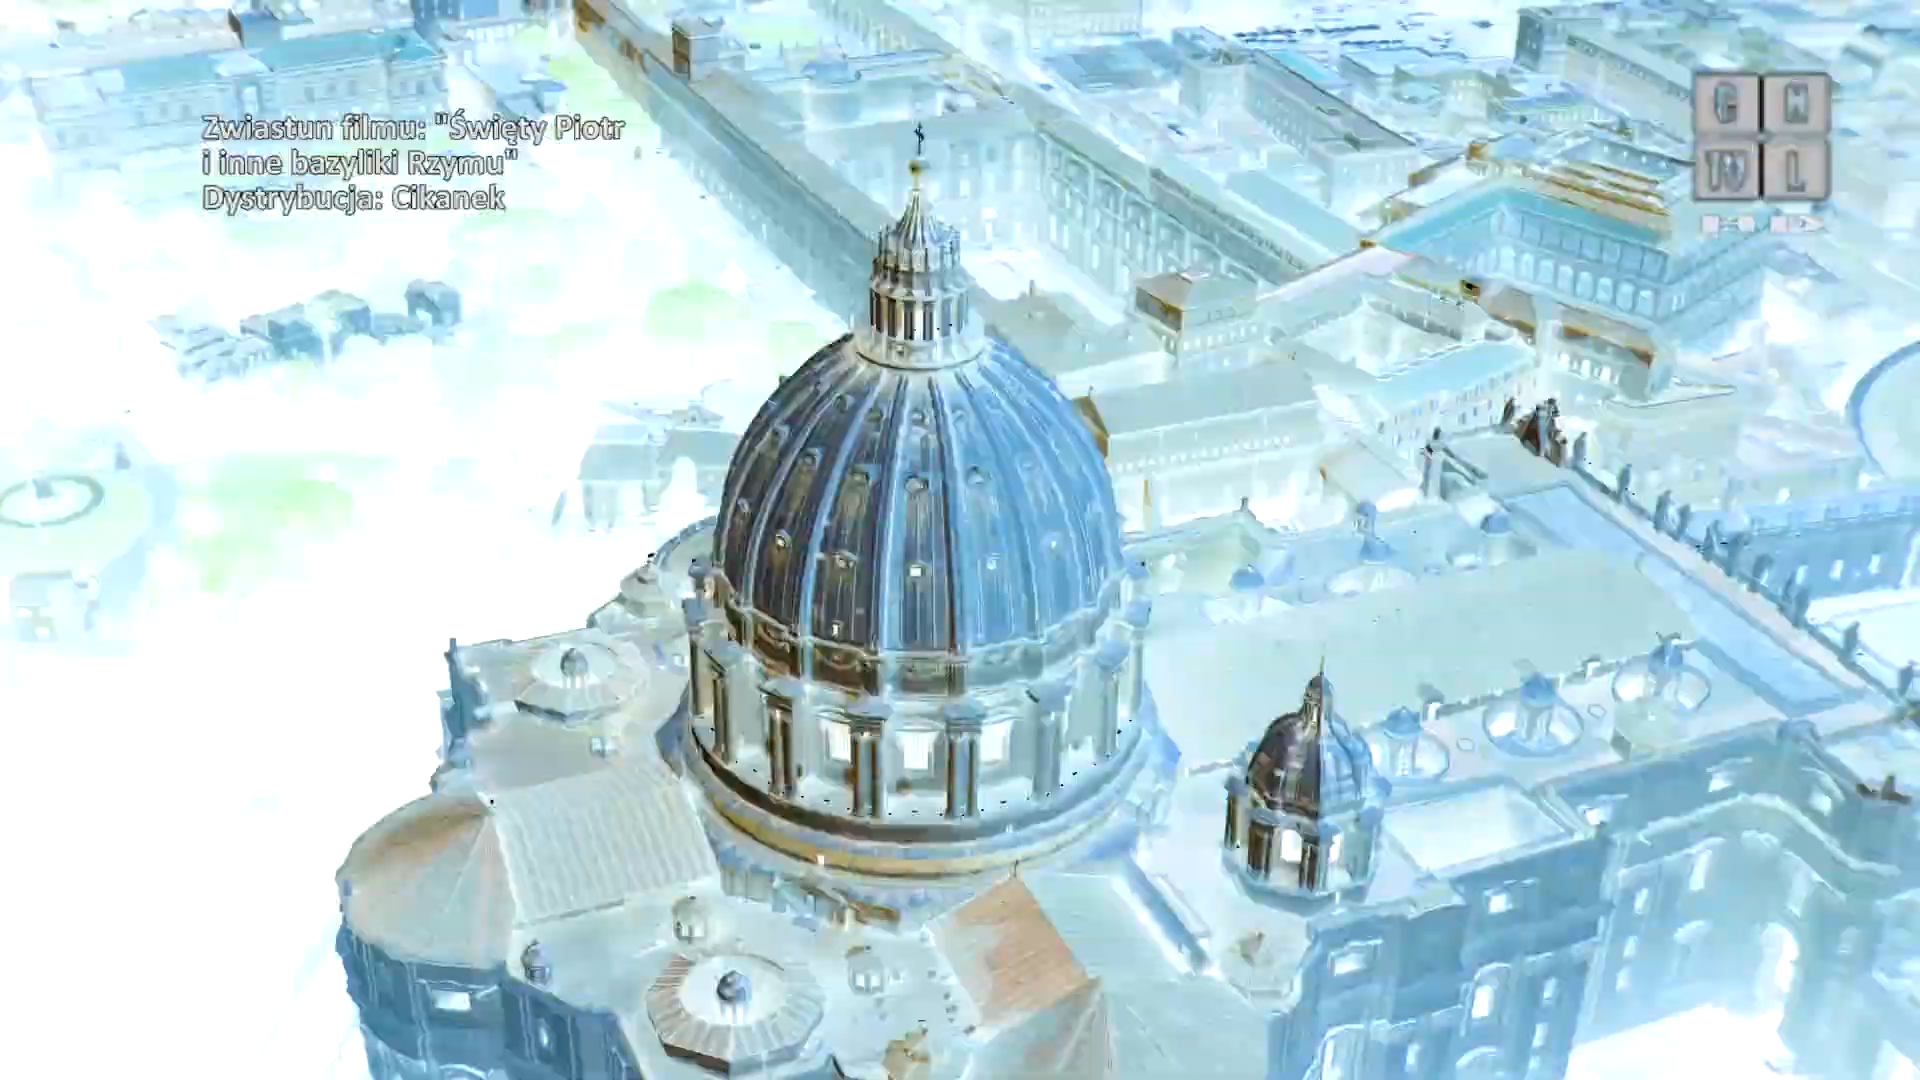 Zwiastun filmu: "Święty Piotr
i inne bazyliki Rzymu"
Dystrybucja: Cikanek